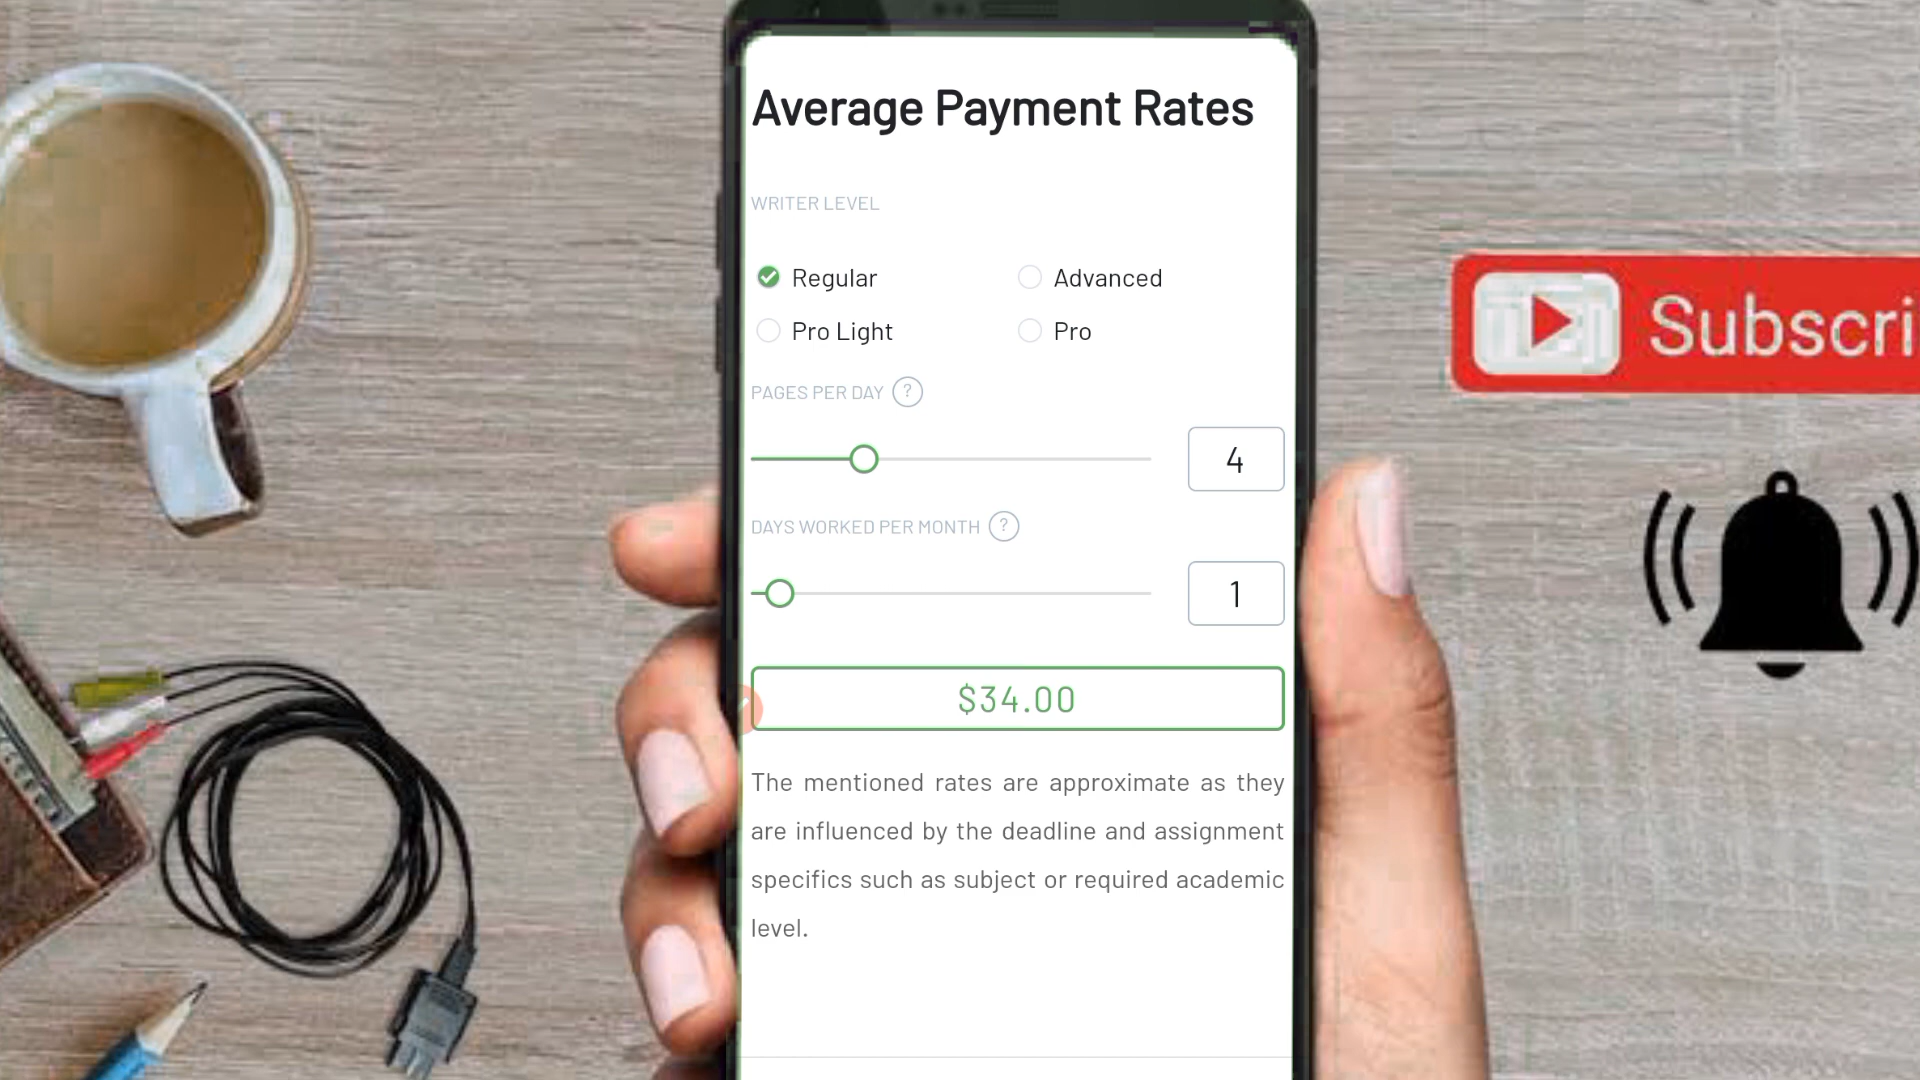 Average Payment Rates
WRITER LEVEL
Regular
Advanced
Pro Light
Pro
PAGES PER DAY ?
4
DAYS WORKED PER MONTH ?
1
$34.00
The mentioned rates are approximate as they
are influenced by the deadline and assignment
specifics such as subject or required academic
level.
Subscri